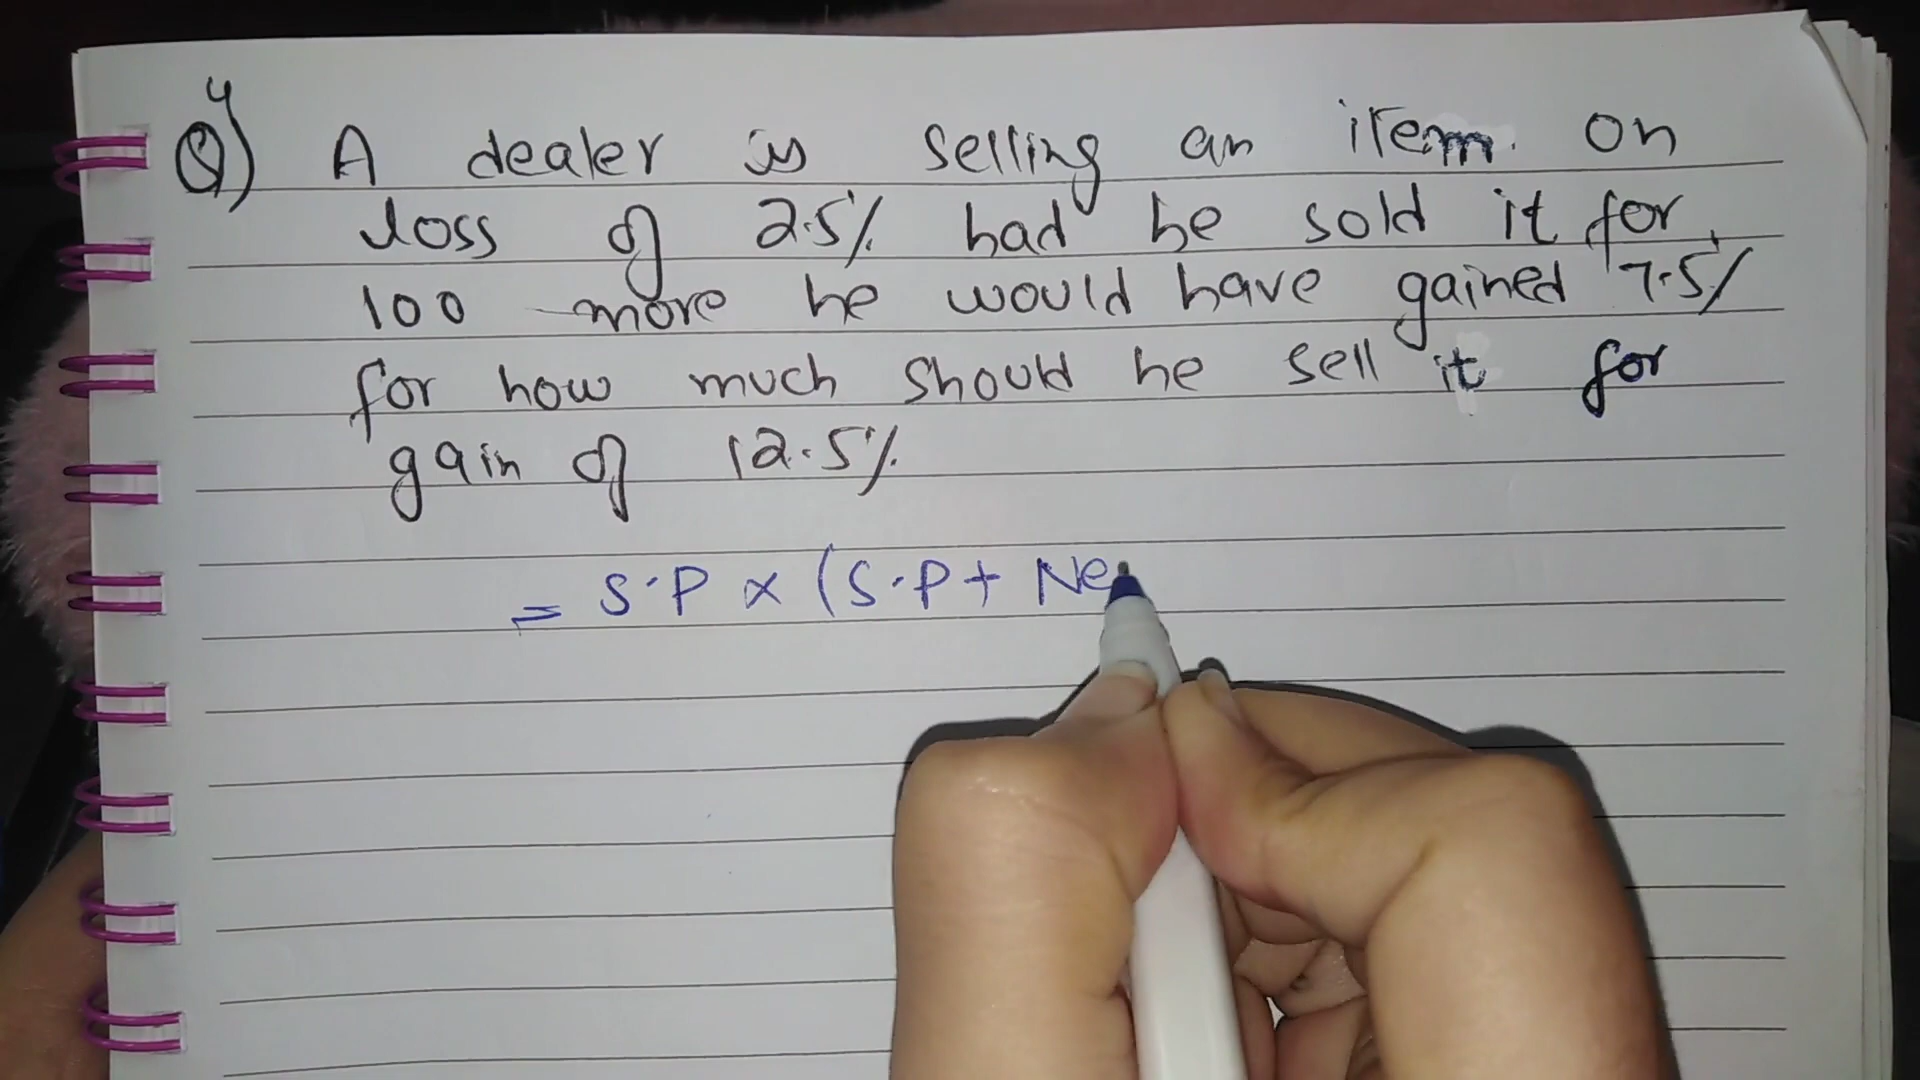 Q4) A dealer is selling an item on
loss of 2.5% had he sold it for
100 more he would have gained 7.5%
for how much should he sell it for
gain of 12.5%
= S.P x (S.P + Ne